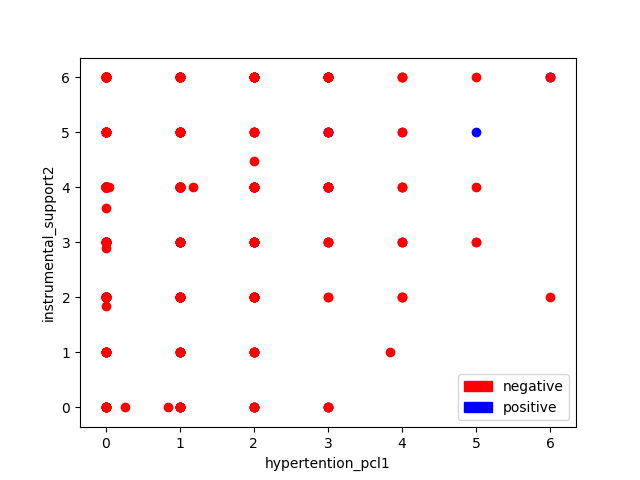 6
5
4
3
2
1
0
instrumental_support2
0 1 2 3 4 5 6
hypertention_pcl1
negative
positive